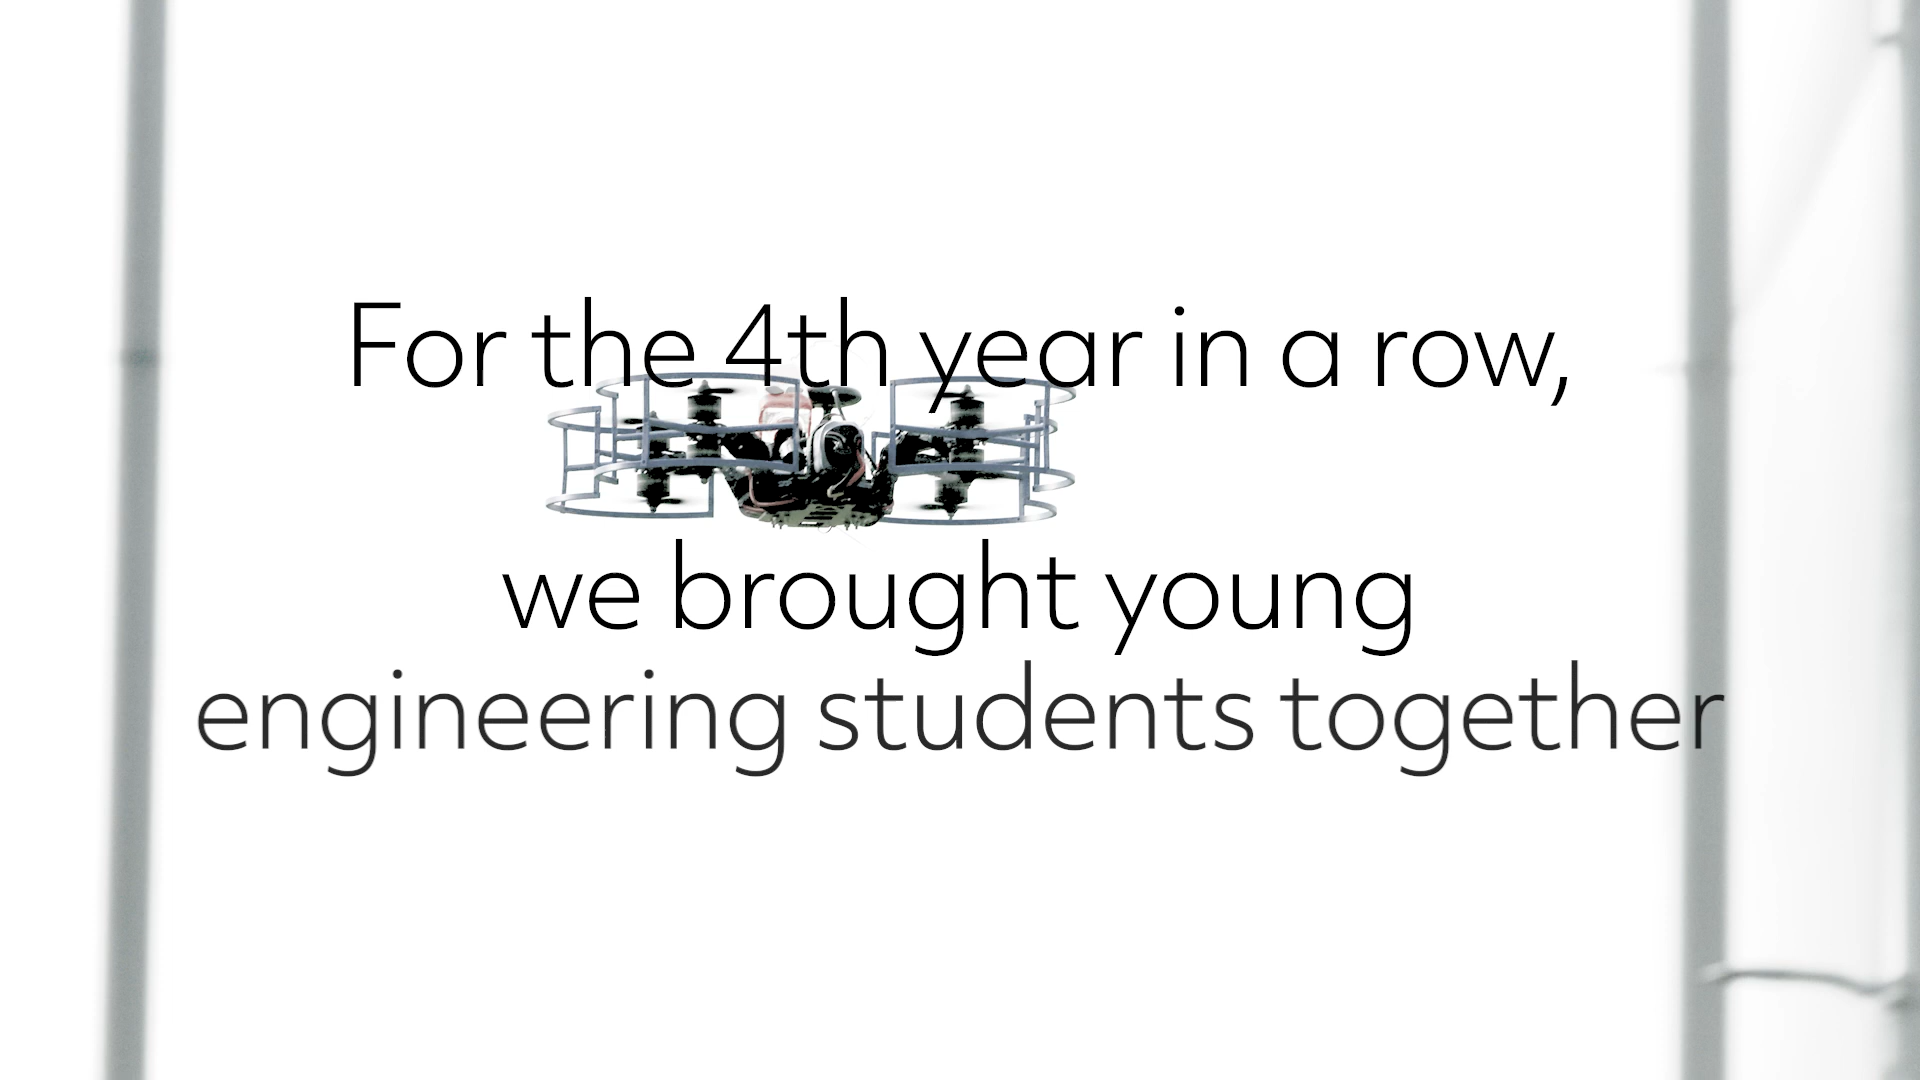 For the 4th year in a row,
we brought young
engineering students together